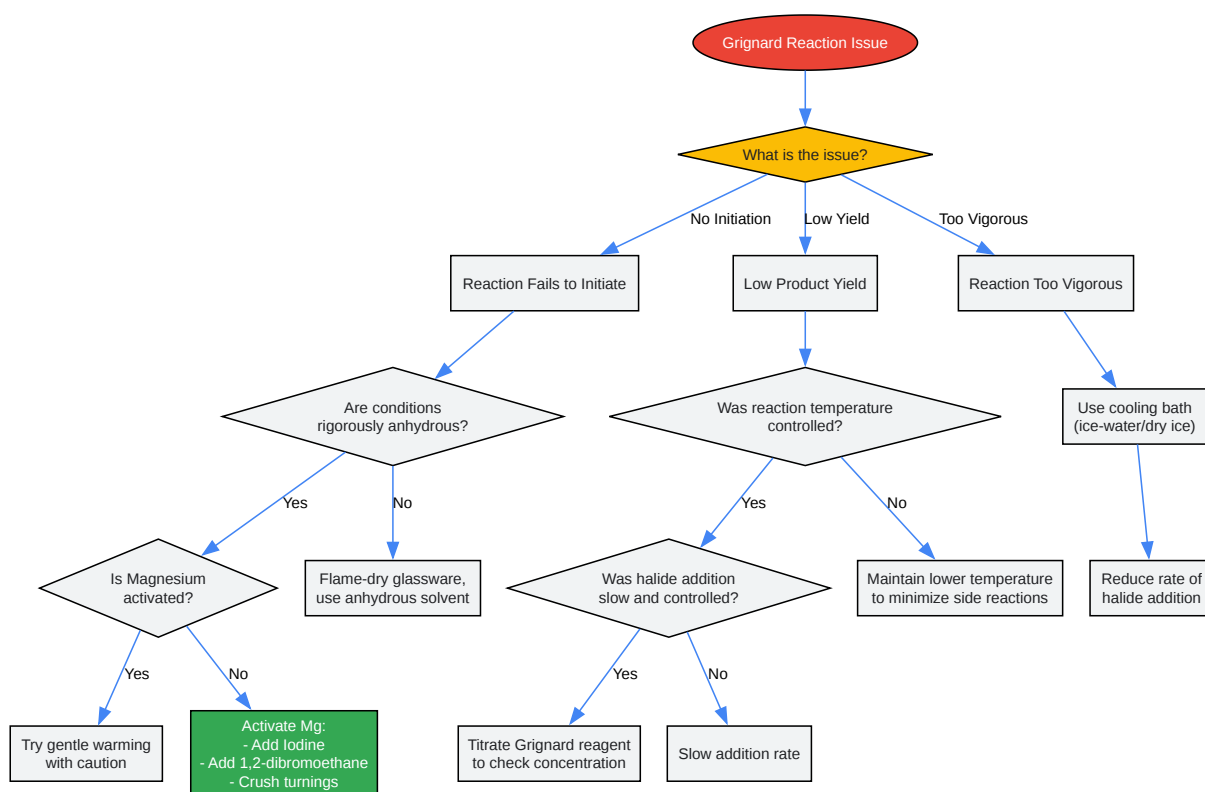 Grignard Reaction Issue
What is the issue?
No Initiation
Low Yield
Too Vigorous
Reaction Fails to Initiate
Low Product Yield
Reaction Too Vigorous
Are conditions
rigorously anhydrous?
Was reaction temperature
controlled?
Use cooling bath
(ice-water/dry ice)
Yes
No
Yes
No
Is Magnesium
activated?
Flame-dry glassware,
use anhydrous solvent
Was halide addition
slow and controlled?
Maintain lower temperature
to minimize side reactions
Reduce rate of
halide addition
Yes
No
Yes
No
Try gentle warming
with caution
Activate Mg:
- Add Iodine
- Add 1,2-dibromoethane
- Crush turnings
Titrate Grignard reagent
to check concentration
Slow addition rate